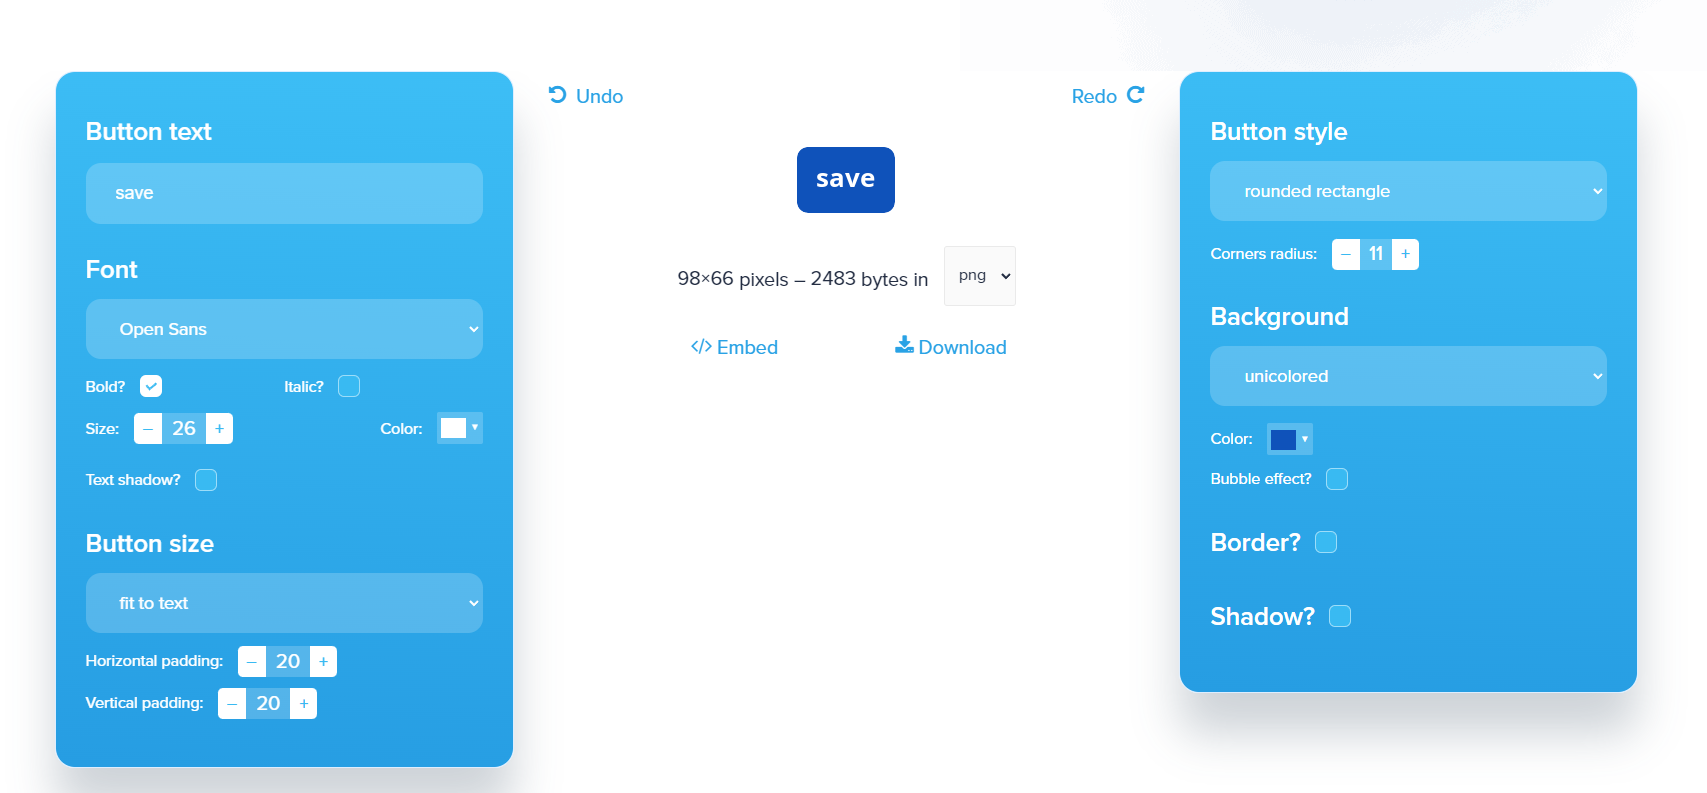 Button text
save
Font
Open Sans
Bold?
Italic?
Size: – 26 +
Color:
Text shadow?
Button size
fit to text
Horizontal padding: – 20 +
Vertical padding: – 20 +
Undo
Redo
save
98×66 pixels – 2483 bytes in png
</> Embed
Download
Button style
rounded rectangle
Corners radius: – 11 +
Background
unicolored
Color:
Bubble effect?
Border?
Shadow?